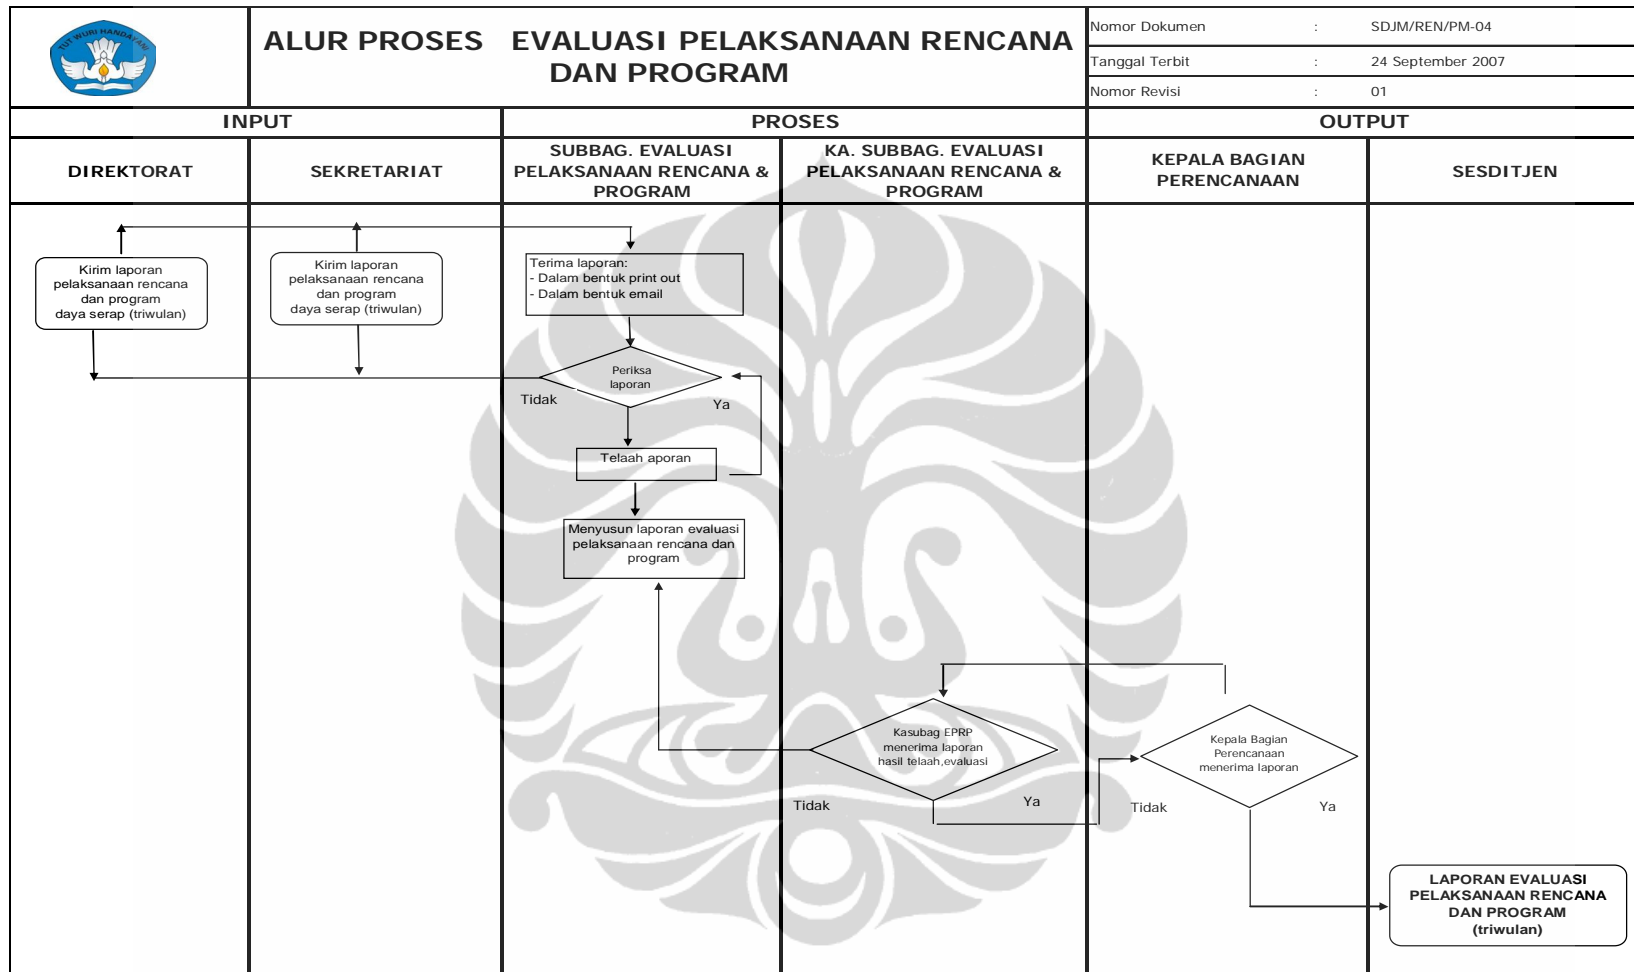 TUT WURI HANDAYANI
ALUR PROSES EVALUASI PELAKSANAAN RENCANA
DAN PROGRAM
Nomor Dokumen : SDJM/REN/PM-04
Tanggal Terbit : 24 September 2007
Nomor Revisi : 01
INPUT
PROSES
OUTPUT
DIREKTORAT
SEKRETARIAT
SUBBAG. EVALUASI
PELAKSANAAN RENCANA &
PROGRAM
KA. SUBBAG. EVALUASI
PELAKSANAAN RENCANA &
PROGRAM
KEPALA BAGIAN
PERENCANAAN
SESDITJEN
Kirim laporan
pelaksanaan rencana
dan program
daya serap (triwulan)
Kirim laporan
pelaksanaan rencana
dan program
daya serap (triwulan)
Terima laporan:
- Dalam bentuk print out
- Dalam bentuk email
Periksa
laporan
Tidak
Ya
Telaah aporan
Menyusun laporan evaluasi
pelaksanaan rencana dan
program
Kasubag EPRP
menerima laporan
hasil telaah,evaluasi
Tidak
Ya
Kepala Bagian
Perencanaan
menerima laporan
Tidak
Ya
LAPORAN EVALUASI
PELAKSANAAN RENCANA
DAN PROGRAM
(triwulan)